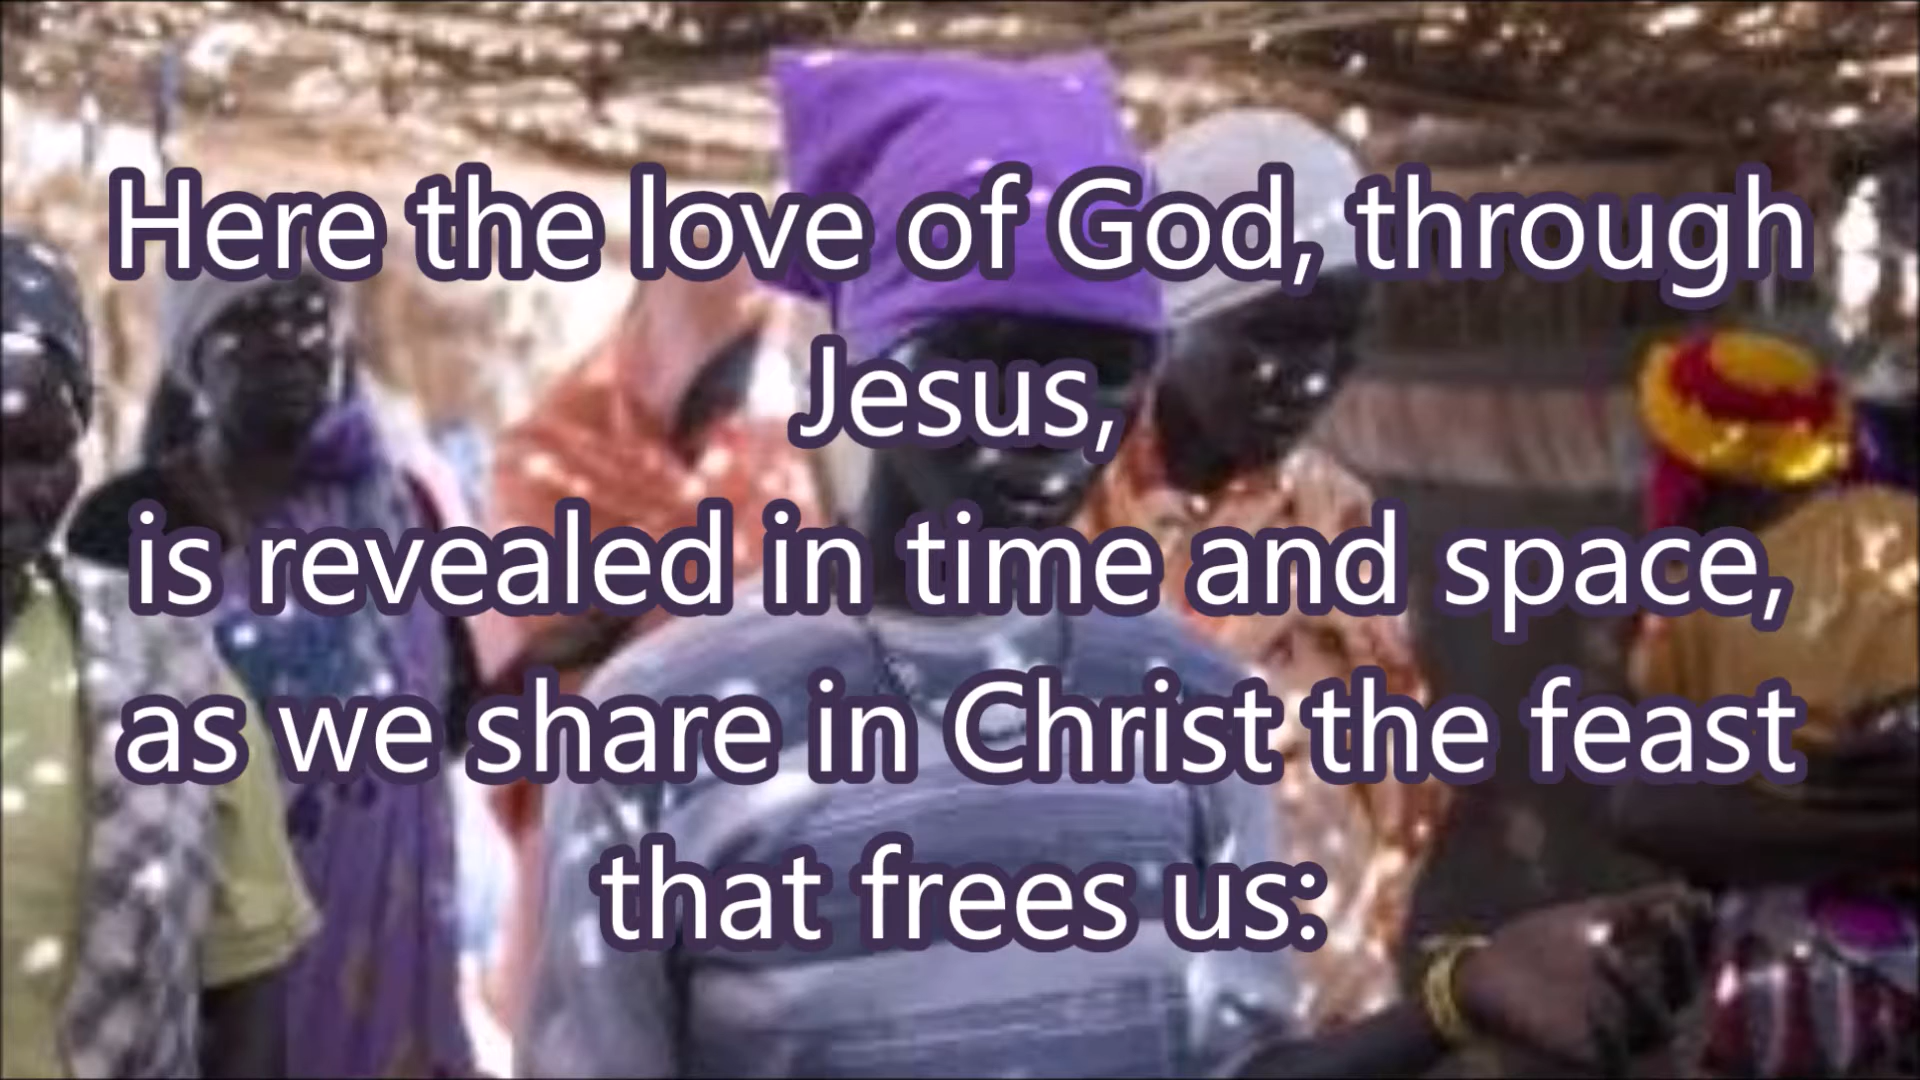 Here the love of God, through
Jesus,
is revealed in time and space,
as we share in Christ the feast
that frees us: